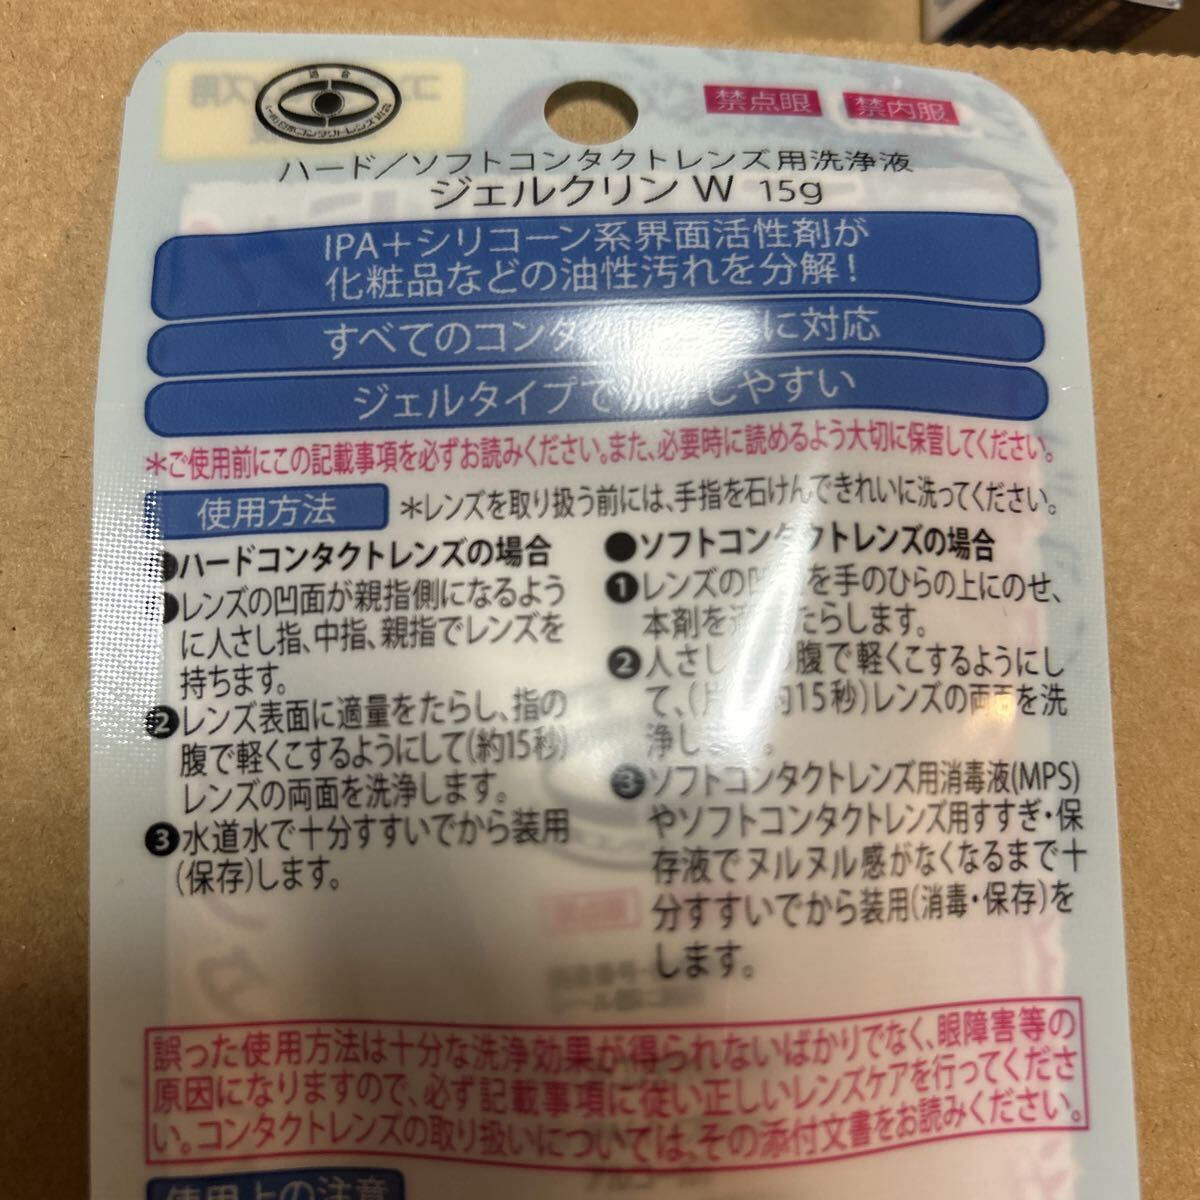 適合
禁点眼
禁内服
ハード／ソフトコンタクトレンズ用洗浄液
ジェルクリン W 15g
IPA＋シリコーン系界面活性剤が
化粧品などの油性汚れを分解！
すべてのコンタク に対応
ジェルタイプで しやすい
＊ご使用前にこの記載事項を必ずお読みください。また、必要時に読めるよう大切に保管してください。
使用方法
＊レンズを取り扱う前には、手指を石けんできれいに洗ってください。
●ハードコンタクトレンズの場合
レンズの凹面が親指側になるよう
に人さし指、中指、親指でレンズを
持ちます。
❷レンズ表面に適量をたらし、指の
腹で軽くこするようにして(約15秒)
レンズの両面を洗浄します。
❸水道水で十分すすいでから装用
(保存)します。
●ソフトコンタクトレンズの場合
❶レンズの を手のひらの上にのせ、
本剤を たらします。
❷人さし 腹で軽くこするようにし
て、(片 約15秒)レンズの両面を洗
浄し 。
❸ソフトコンタクトレンズ用消毒液(MPS)
やソフトコンタクトレンズ用すすぎ・保
存液でヌルヌル感がなくなるまで十
分すすいでから装用(消毒・保存)を
します。
誤った使用方法は十分な洗浄効果が得られないばかりでなく、眼障害等の
原因になりますので、必ず記載事項に従い正しいレンズケアを行ってくださ
い。コンタクトレンズの取り扱いについては、その添付文書をお読みください。
使用上の注意